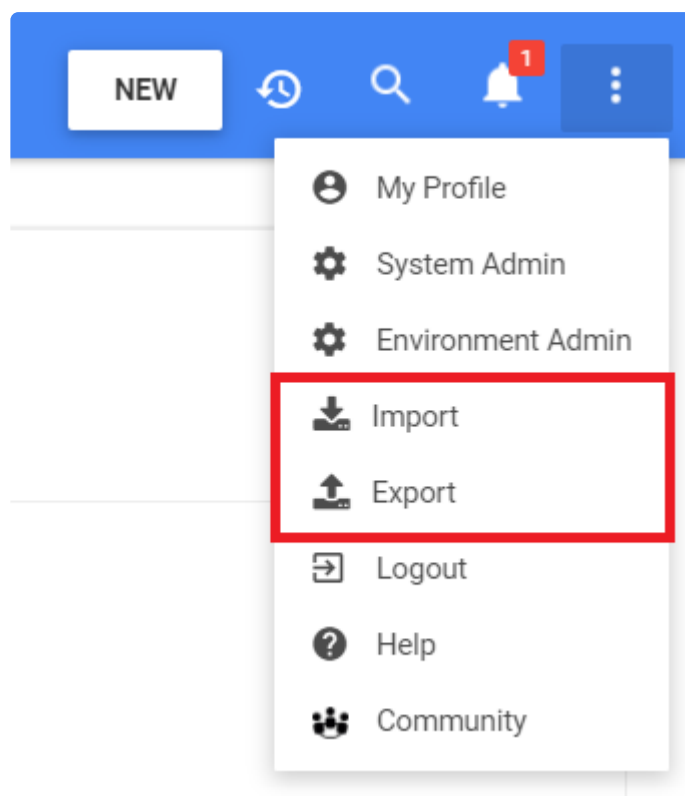 NEW
1
My Profile
System Admin
Environment Admin
Import
Export
Logout
Help
Community